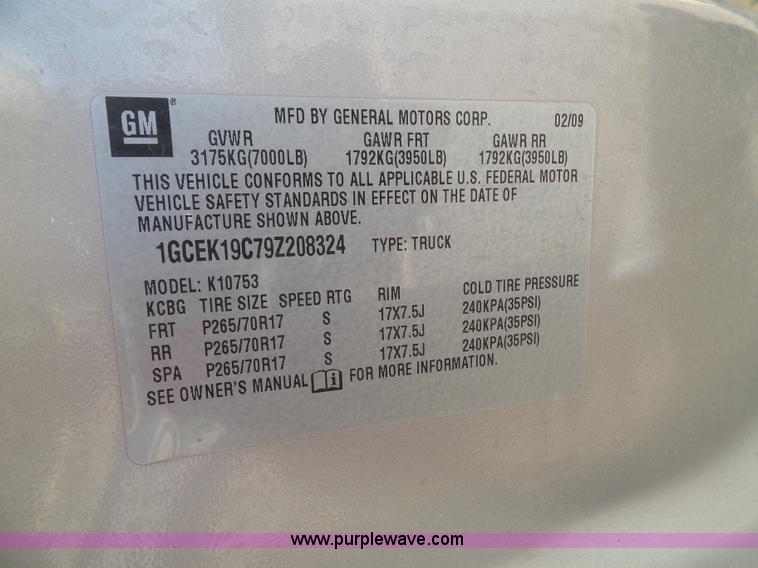 GM ®
MFD BY GENERAL MOTORS CORP. 02/09
GVWR GAWR FRT GAWR RR
3175KG(7000LB) 1792KG(3950LB) 1792KG(3950LB)
THIS VEHICLE CONFORMS TO ALL APPLICABLE U.S. FEDERAL MOTOR
VEHICLE SAFETY STANDARDS IN EFFECT ON THE DATE OF
MANUFACTURE SHOWN ABOVE.
1GCEK19C79Z208324 TYPE: TRUCK
MODEL: K10753
KCBG TIRE SIZE SPEED RTG RIM COLD TIRE PRESSURE
FRT P265/70R17 S 17X7.5J 240KPA(35PSI)
RR P265/70R17 S 17X7.5J 240KPA(35PSI)
SPA P265/70R17 S 17X7.5J 240KPA(35PSI)
SEE OWNER'S MANUAL i FOR MORE INFORMATION.
www.purplewave.com